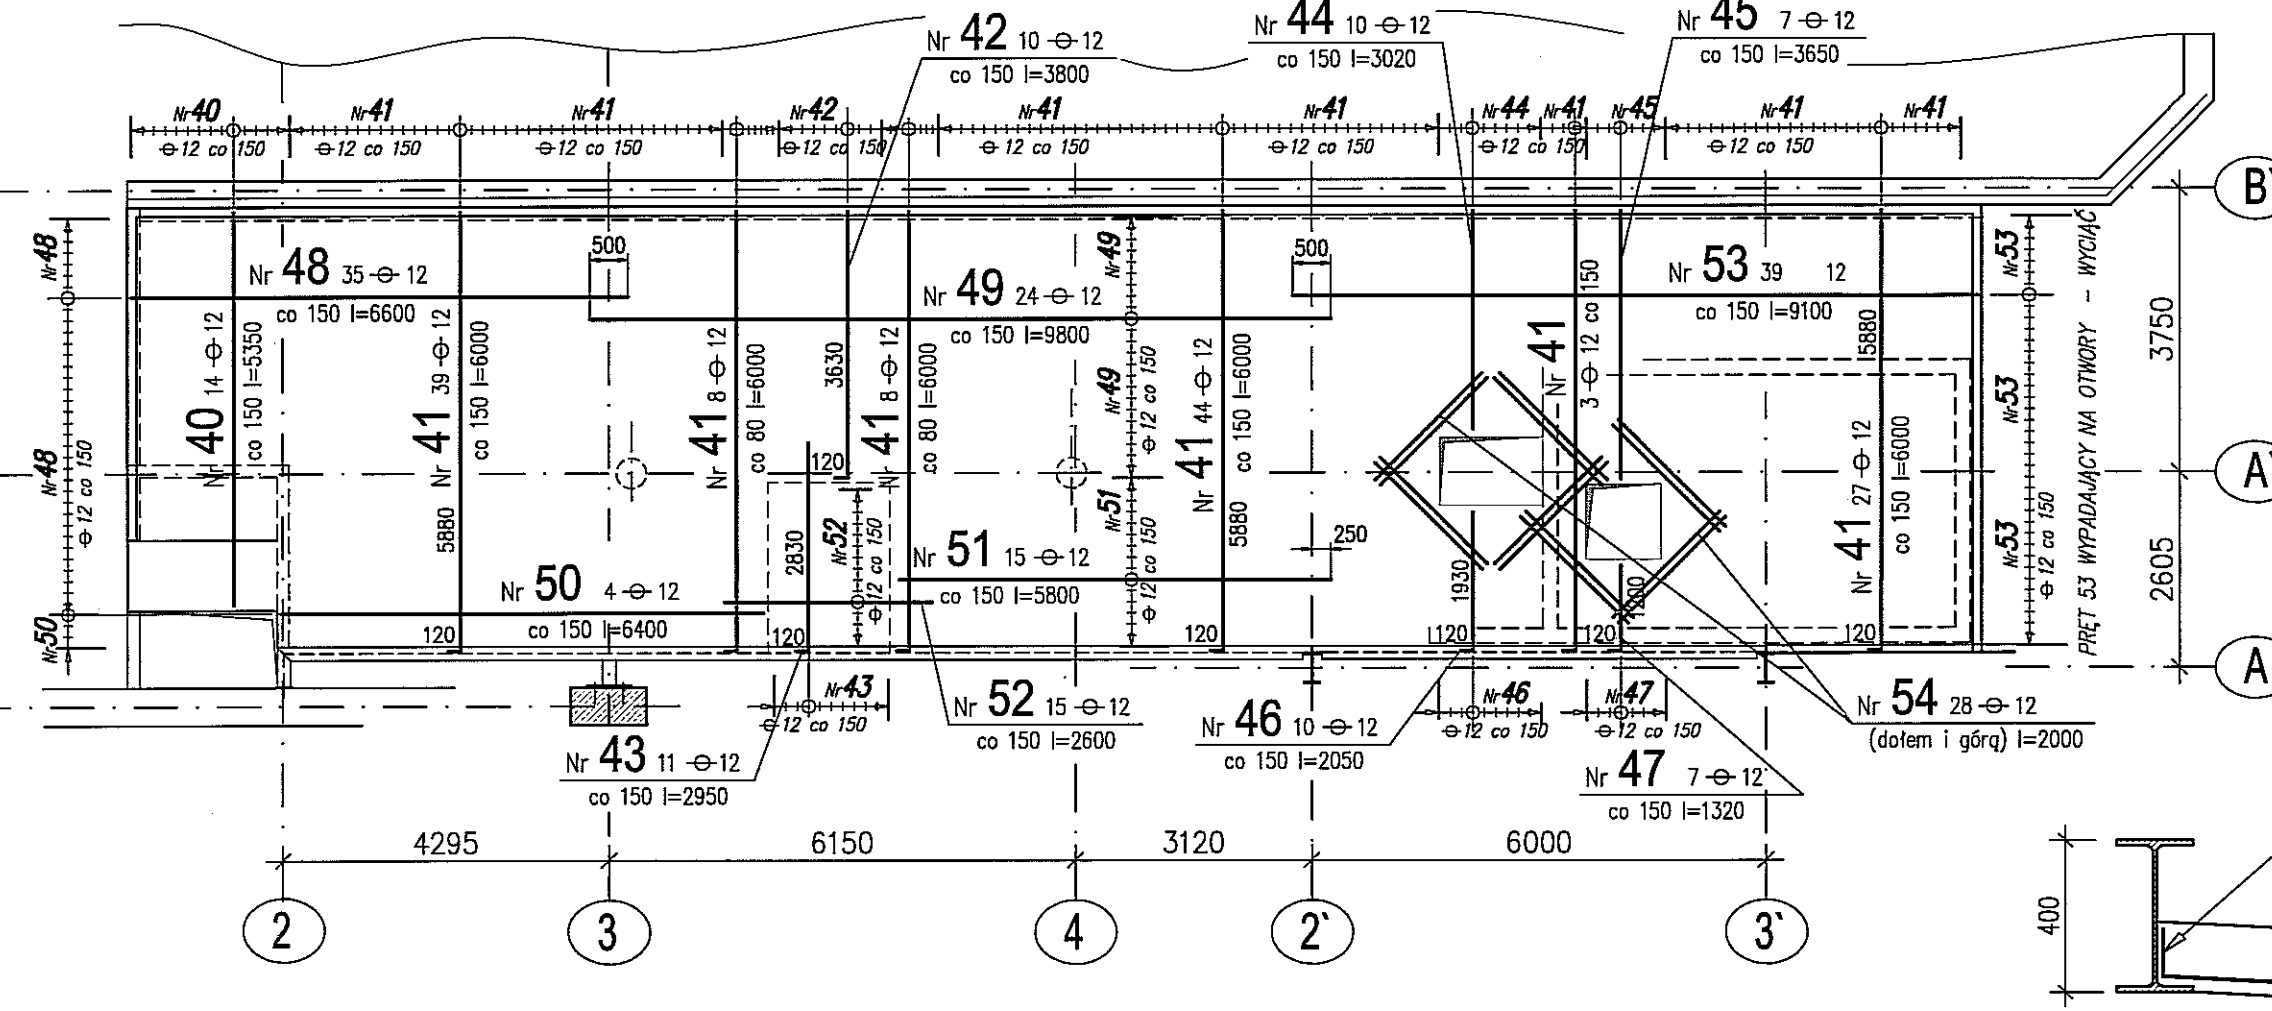 Nr 42 10 ⌀ 12
co 150 l=3800
Nr 44 10 ⌀ 12
co 150 l=3020
Nr 45 7 ⌀ 12
co 150 l=3650
Nr40
Nr41
Nr41
Nr42
Nr41
Nr41
Nr44
Nr41
Nr45
Nr41
Nr41
⌀ 12 co 150
⌀ 12 co 150
⌀ 12 co 150
⌀ 12 co 150
⌀ 12 co 150
⌀ 12 co 150
⌀ 12 co 150
⌀ 12 co 150
B`
Nr48
Nr48
⌀ 12 co 150
Nr50
Nr 48 35 ⌀ 12
co 150 l=6600
500
Nr 49 24 ⌀ 12
co 150 l=9800
Nr49
Nr49
⌀ 12 co 150
500
Nr 53 39 12
co 150 l=9100
Nr53
Nr53
Nr53
⌀ 12 co 150
PRĘT 53 WYPADAJĄCY NA OTWORY - WYCIĄĆ
3750
2605
Nr 40 14 ⌀ 12
co 150 l=5350
Nr 41 39 ⌀ 12
co 150 l=6000
5880
Nr 41 8 ⌀ 12
co 80 l=6000
3630
120
Nr 41 8 ⌀ 12
co 80 l=6000
Nr 41 44 ⌀ 12
co 150 l=6000
5880
Nr 41
3 ⌀ 12 co 150
5880
Nr 41 27 ⌀ 12
co 150 l=6000
A`
2830
Nr52
⌀ 12 co 150
Nr51
⌀ 12 co 150
250
Nr 51 15 ⌀ 12
co 150 l=5800
Nr 50 4 ⌀ 12
co 150 l=6400
1930
1200
120
120
120
120
120
120
A
Nr43
⌀ 12 co 150
Nr46
⌀ 12 co 150
Nr47
⌀ 12 co 150
Nr 52 15 ⌀ 12
co 150 l=2600
Nr 46 10 ⌀ 12
co 150 l=2050
Nr 54 28 ⌀ 12
(dołem i górą) l=2000
Nr 43 11 ⌀ 12
co 150 l=2950
Nr 47 7 ⌀ 12
co 150 l=1320
4295
6150
3120
6000
2
3
4
2`
3`
400